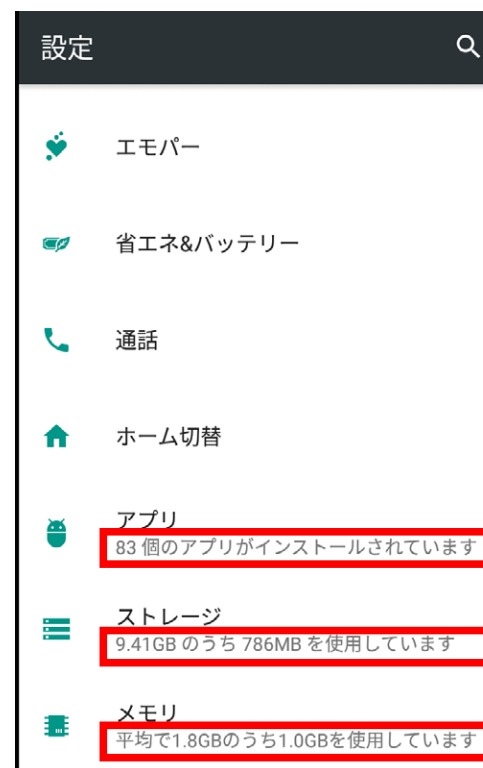 設定
エモパー
省エネ&バッテリー
通話
ホーム切替
アプリ
83 個のアプリがインストールされています
ストレージ
9.41GB のうち 786MB を使用しています
メモリ
平均で1.8GBのうち1.0GBを使用しています